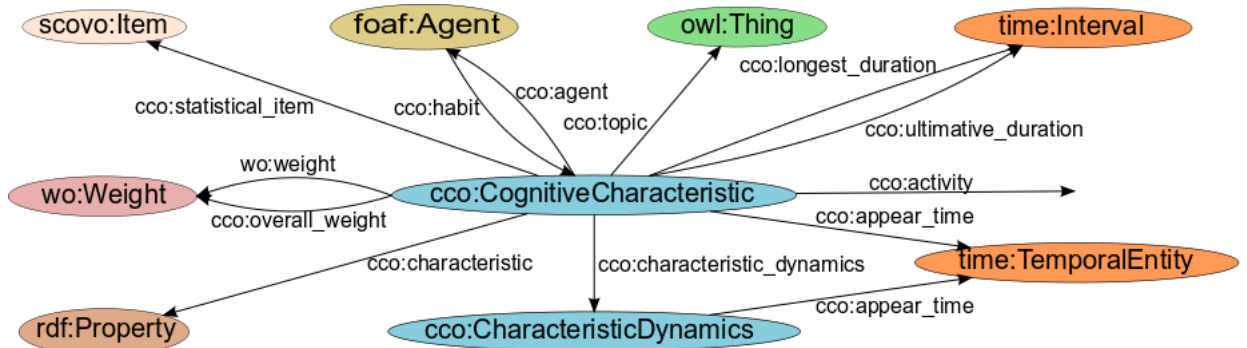 scovo:Item
foaf:Agent
owl:Thing
time:Interval
cco:longest_duration
cco:agent
cco:statistical_item
cco:habit
cco:topic
cco:ultimative_duration
wo:weight
wo:Weight
cco:CognitiveCharacteristic
cco:activity
cco:overall_weight
cco:appear_time
cco:characteristic
cco:characteristic_dynamics
time:TemporalEntity
cco:appear_time
rdf:Property
cco:CharacteristicDynamics